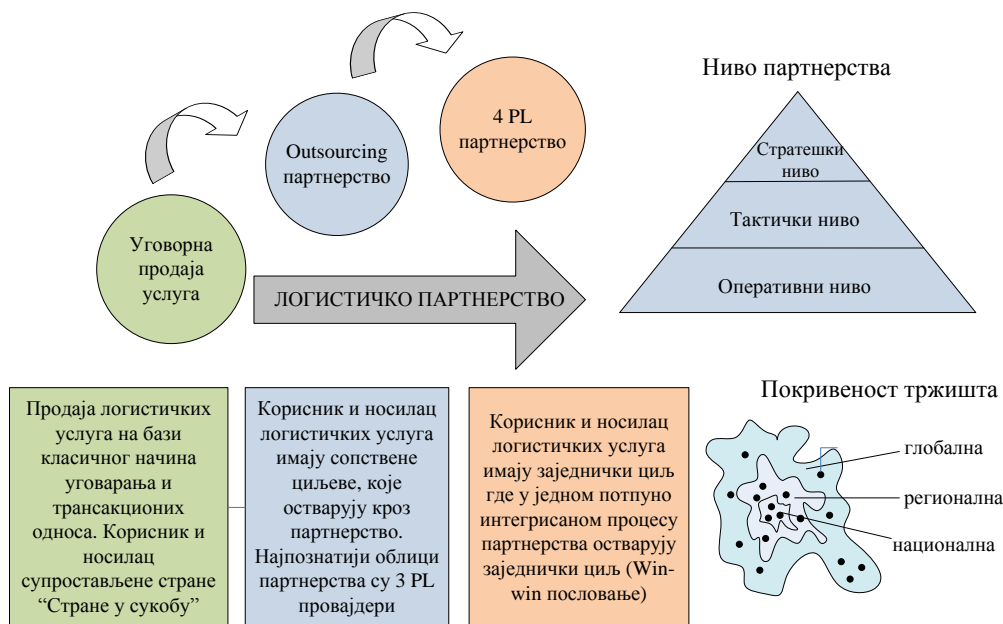 4 PL
партнерство
Outsourcing
партнерство
Уговорна
продаја
услуга
ЛОГИСТИЧКО ПАРТНЕРСТВО
Ниво партнерства
Стратешки
ниво
Тактички ниво
Оперативни ниво
Продаја логистичких
услуга на бази
класичног начина
уговарања и
трансакционих
односа. Корисник и
носилац
супростављене стране
“Стране у сукобу”
Корисник и носилац
логистичких услуга
имају сопствене
циљеве, које
остварују кроз
партнерство.
Најпознатији облици
партнерства су 3 PL
провајдери
Корисник и носилац
логистичких услуга
имају заједнички циљ
где у једном потпуно
интегрисаном процесу
партнерства остварују
заједнички циљ (Win-
win пословање)
Покривеност тржишта
глобална
регионална
национална